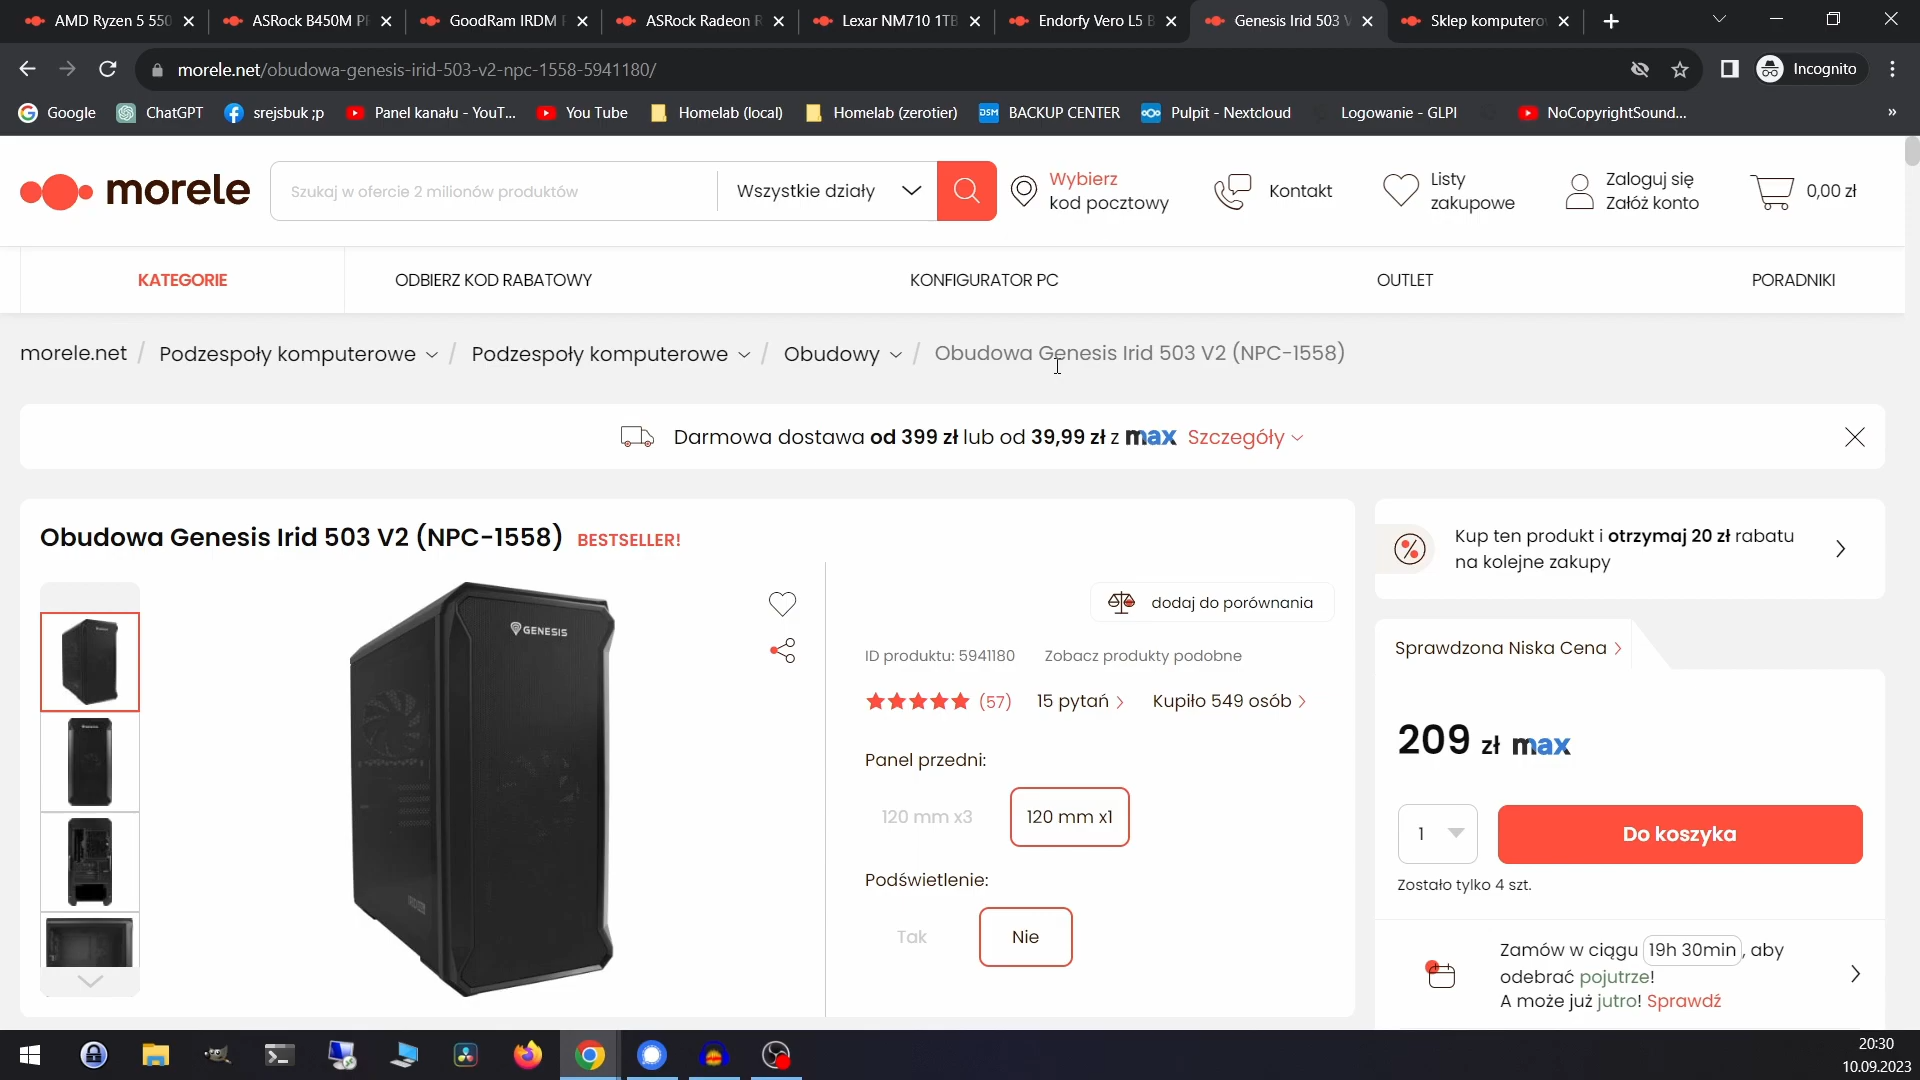 AMD Ryzen 5 550
ASRock B450M P
GoodRam IRDM
ASRock Radeon R
Lexar NM710 1TB
Endorfy Vero L5 B
Genesis Irid 503 V
Sklep komputero
morele.net/obudowa-genesis-irid-503-v2-npc-1558-5941180/
Incognito
Google
ChatGPT
srejsbuk ;p
Panel kanału - YouT...
You Tube
Homelab (local)
Homelab (zerotier)
DSM
BACKUP CENTER
Pulpit - Nextcloud
Logowanie - GLPI
NoCopyrightSound...
»
morele
Szukaj w ofercie 2 milionów produktów
Wszystkie działy
Wybierz
kod pocztowy
Kontakt
Listy
zakupowe
Zaloguj się
Załóż konto
0,00 zł
KATEGORIE
ODBIERZ KOD RABATOWY
KONFIGURATOR PC
OUTLET
PORADNIKI
morele.net / Podzespoły komputerowe / Podzespoły komputerowe / Obudowy / Obudowa Genesis Irid 503 V2 (NPC-1558)
Darmowa dostawa od 399 zł lub od 39,99 zł z max Szczegóły
Obudowa Genesis Irid 503 V2 (NPC-1558) BESTSELLER!
GENESIS
dodaj do porównania
ID produktu: 5941180
Zobacz produkty podobne
(57)
15 pytań
Kupiło 549 osób
Panel przedni:
120 mm x3
120 mm x1
Podświetlenie:
Tak
Nie
Kup ten produkt i otrzymaj 20 zł rabatu
na kolejne zakupy
Sprawdzona Niska Cena
209 zł max
1
Do koszyka
Zostało tylko 4 szt.
Zamów w ciągu 19h 30min, aby
odebrać pojutrze!
A może już jutro! Sprawdź
20:30
10.09.2023